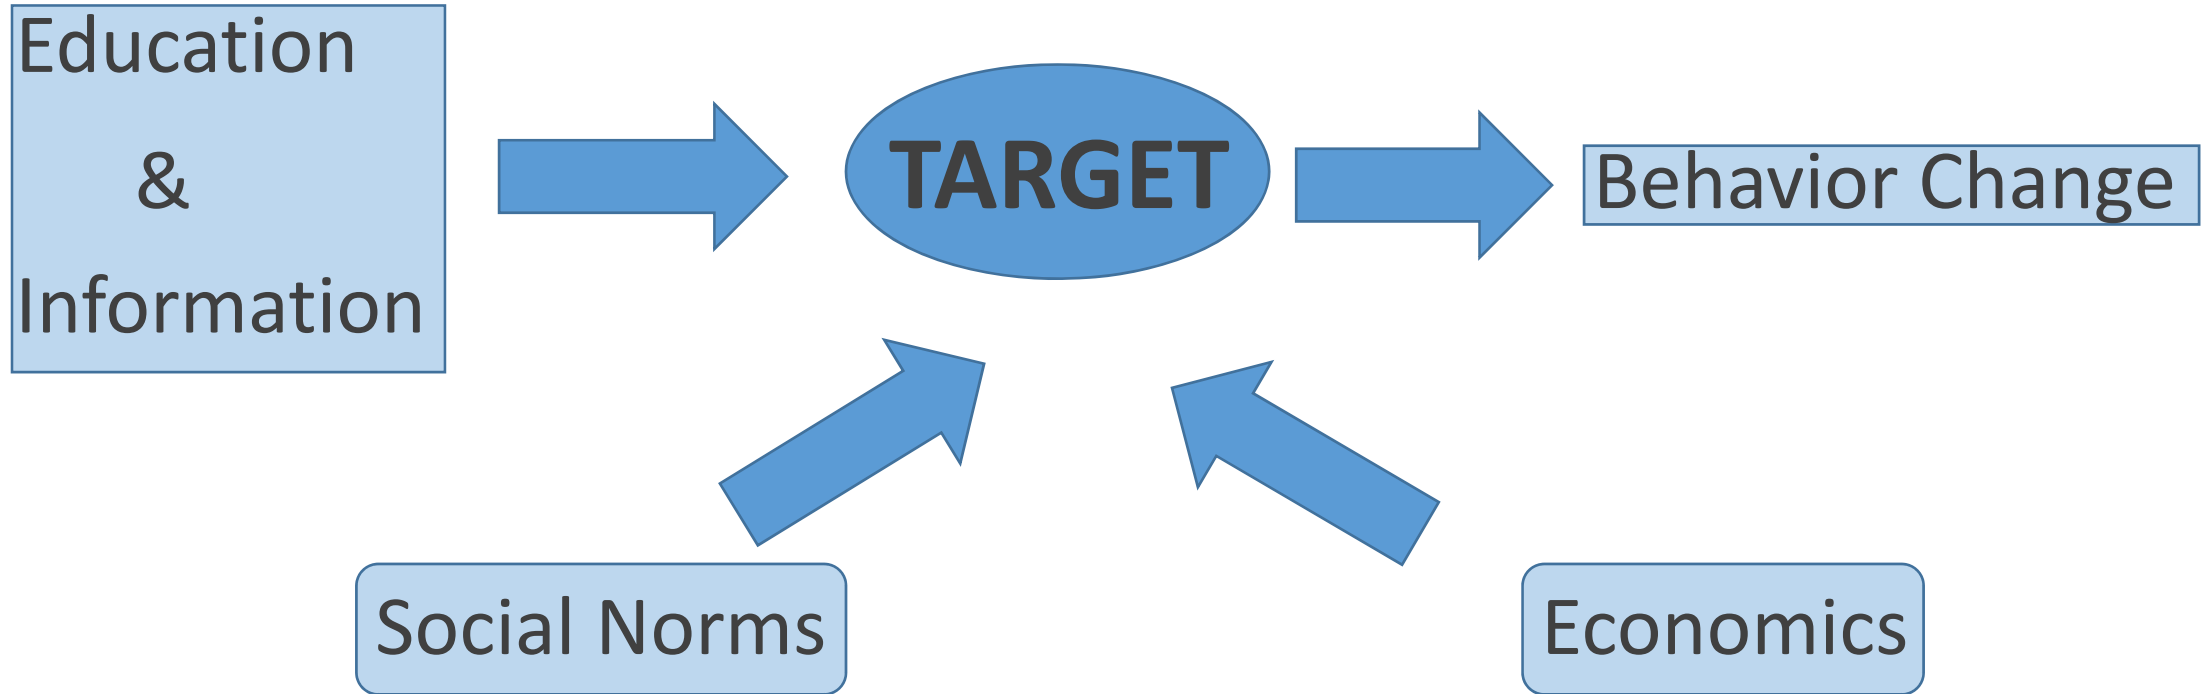 Education
&
Information
TARGET
Behavior Change
Social Norms
Economics